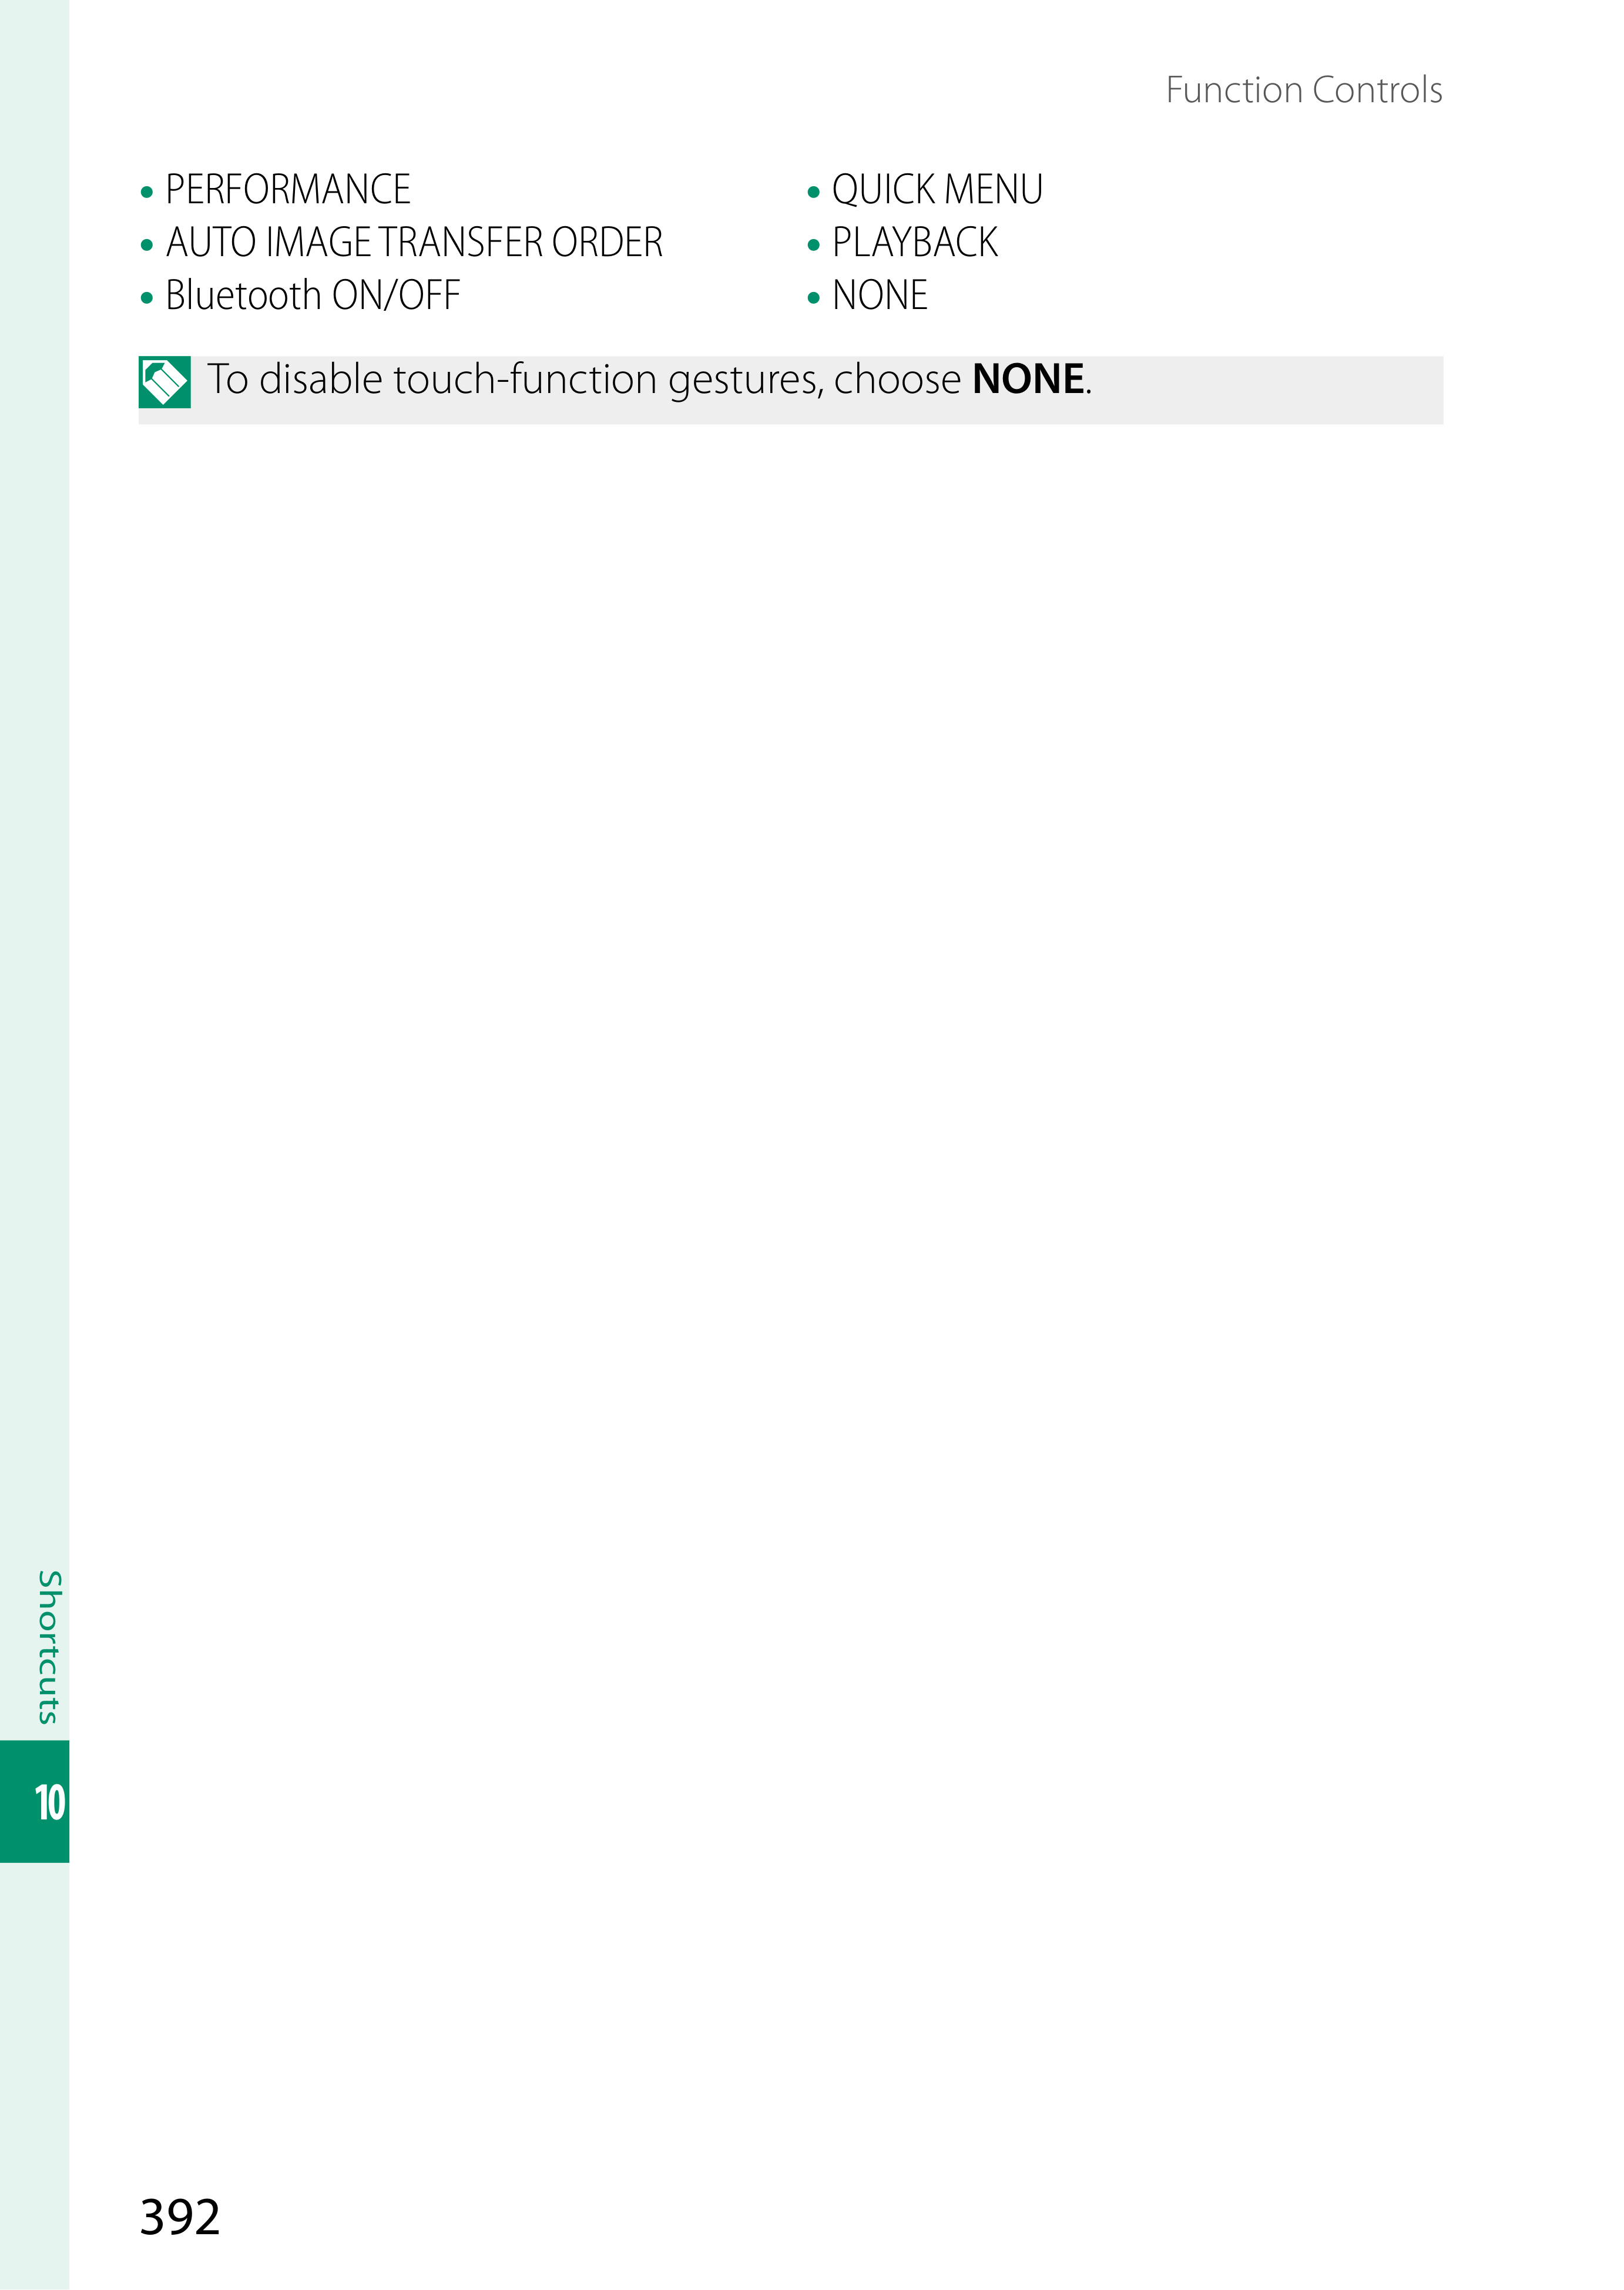 Function Controls
• PERFORMANCE
• AUTO IMAGE TRANSFER ORDER
• Bluetooth ON/OFF
• QUICK MENU
• PLAYBACK
• NONE
To disable touch-function gestures, choose NONE.
Shortcuts
10
392